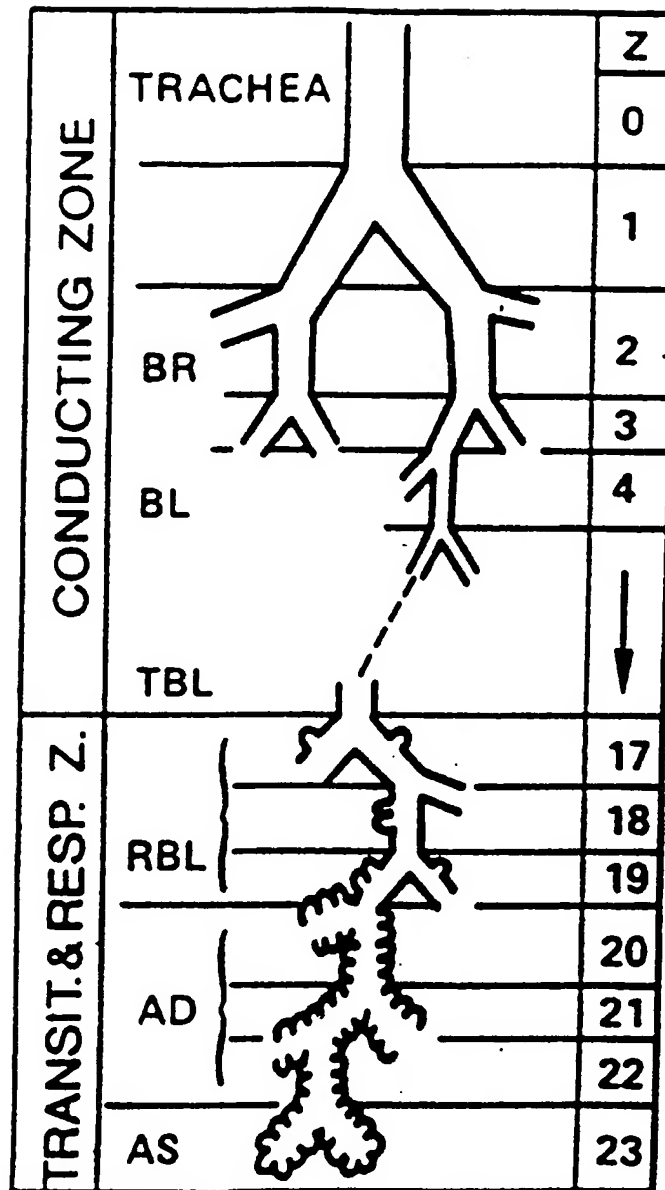 CONDUCTING ZONE
TRANSIT.& RESP. Z.
Z
TRACHEA 0
1
BR 2
3
BL 4
TBL
17
18
RBL 19
20
AD 21
22
AS 23